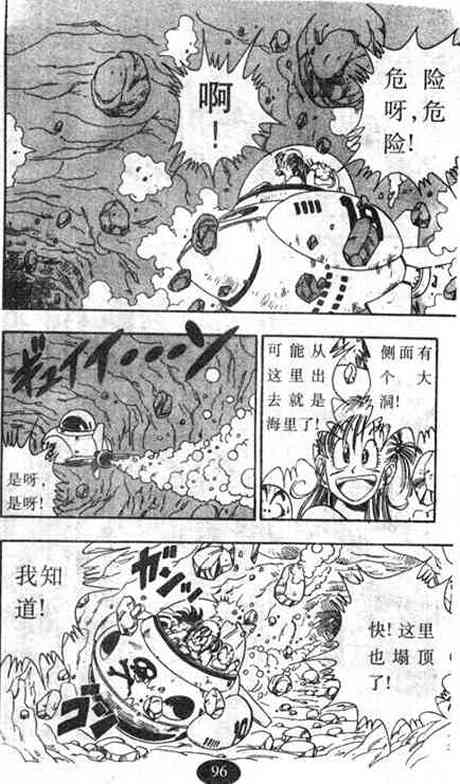 危险
呀,危
险!
啊
!
侧面有
个大
洞!
可能从
这里出
去就是
海里了!
ギュイイ・・・ン
是呀,
是呀!
ガンッ
快!这里
也塌顶
了!
我知
道!
ゴン
96